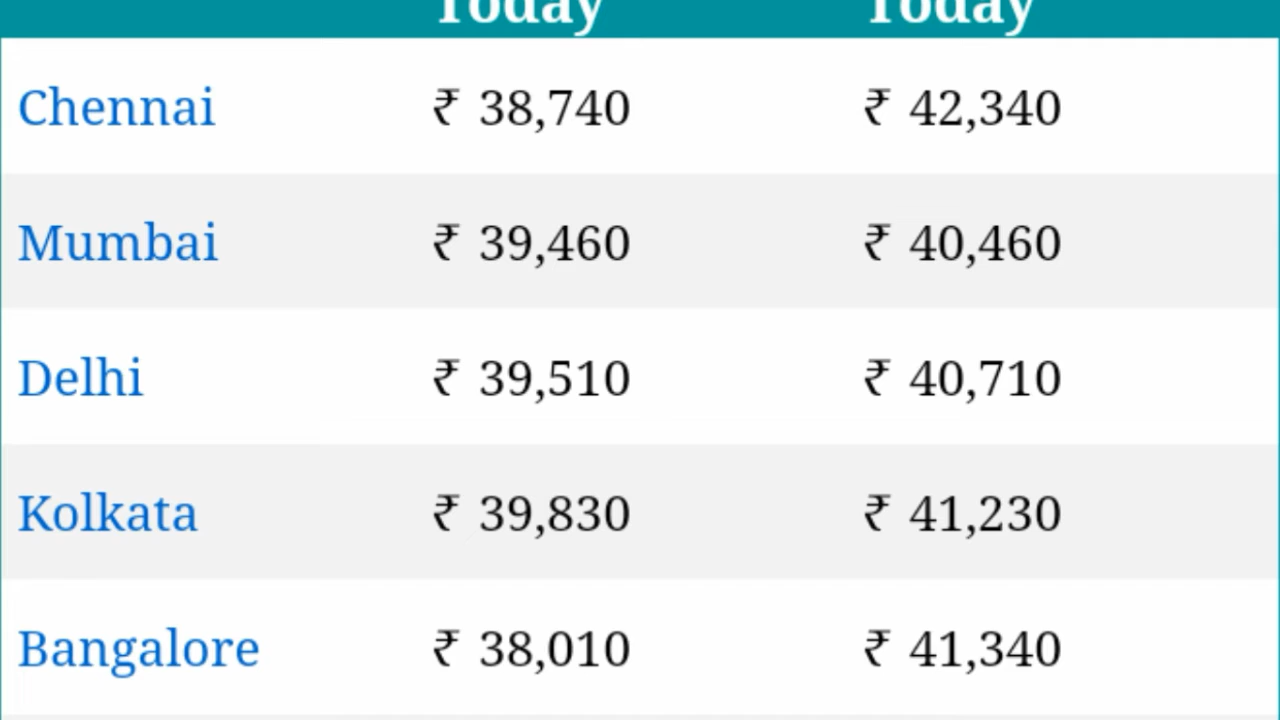 Today Today
Chennai ₹ 38,740 ₹ 42,340
Mumbai ₹ 39,460 ₹ 40,460
Delhi ₹ 39,510 ₹ 40,710
Kolkata ₹ 39,830 ₹ 41,230
Bangalore ₹ 38,010 ₹ 41,340